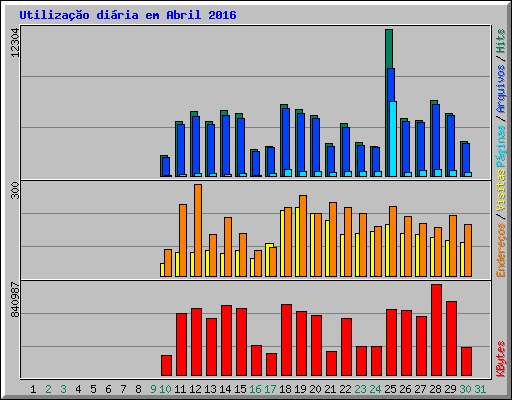 Utilização diária em Abril 2016
12304
300
840987
Endereços / Visitas Páginas / Arquivos / Hits
KBytes
1 2 3 4 5 6 7 8 9 10 11 12 13 14 15 16 17 18 19 20 21 22 23 24 25 26 27 28 29 30 31